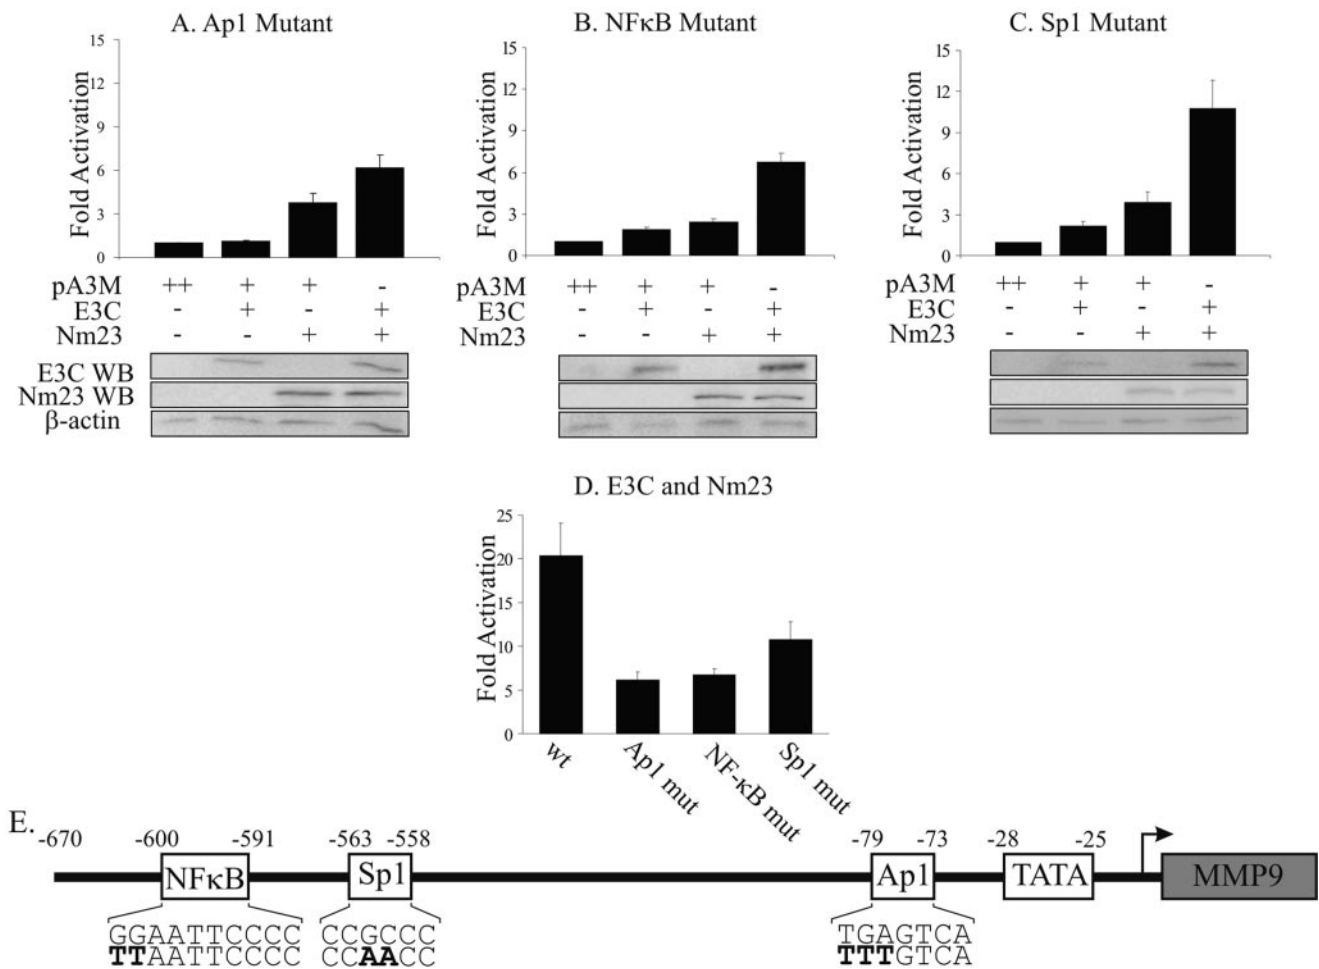 A. Ap1 Mutant
Fold Activation
15
12
9
6
3
0
pA3M ++ + + -
E3C - + - +
Nm23 - - + +
E3C WB
Nm23 WB
β-actin
B. NFκB Mutant
Fold Activation
15
12
9
6
3
0
pA3M ++ + + -
E3C - + - +
Nm23 - - + +
C. Sp1 Mutant
Fold Activation
15
12
9
6
3
0
pA3M ++ + + -
E3C - + - +
Nm23 - - + +
D. E3C and Nm23
Fold Activation
25
20
15
10
5
0
wt
Ap1 mut
NF-κB mut
Sp1 mut
E.
-670 -600 -591 -563 -558 -79 -73 -28 -25
NFκB Sp1 Ap1 TATA MMP9
GGAATTCCCC CCGCCC TGAGTCA
TTAATTCCCC CCAACC TTTGTCA